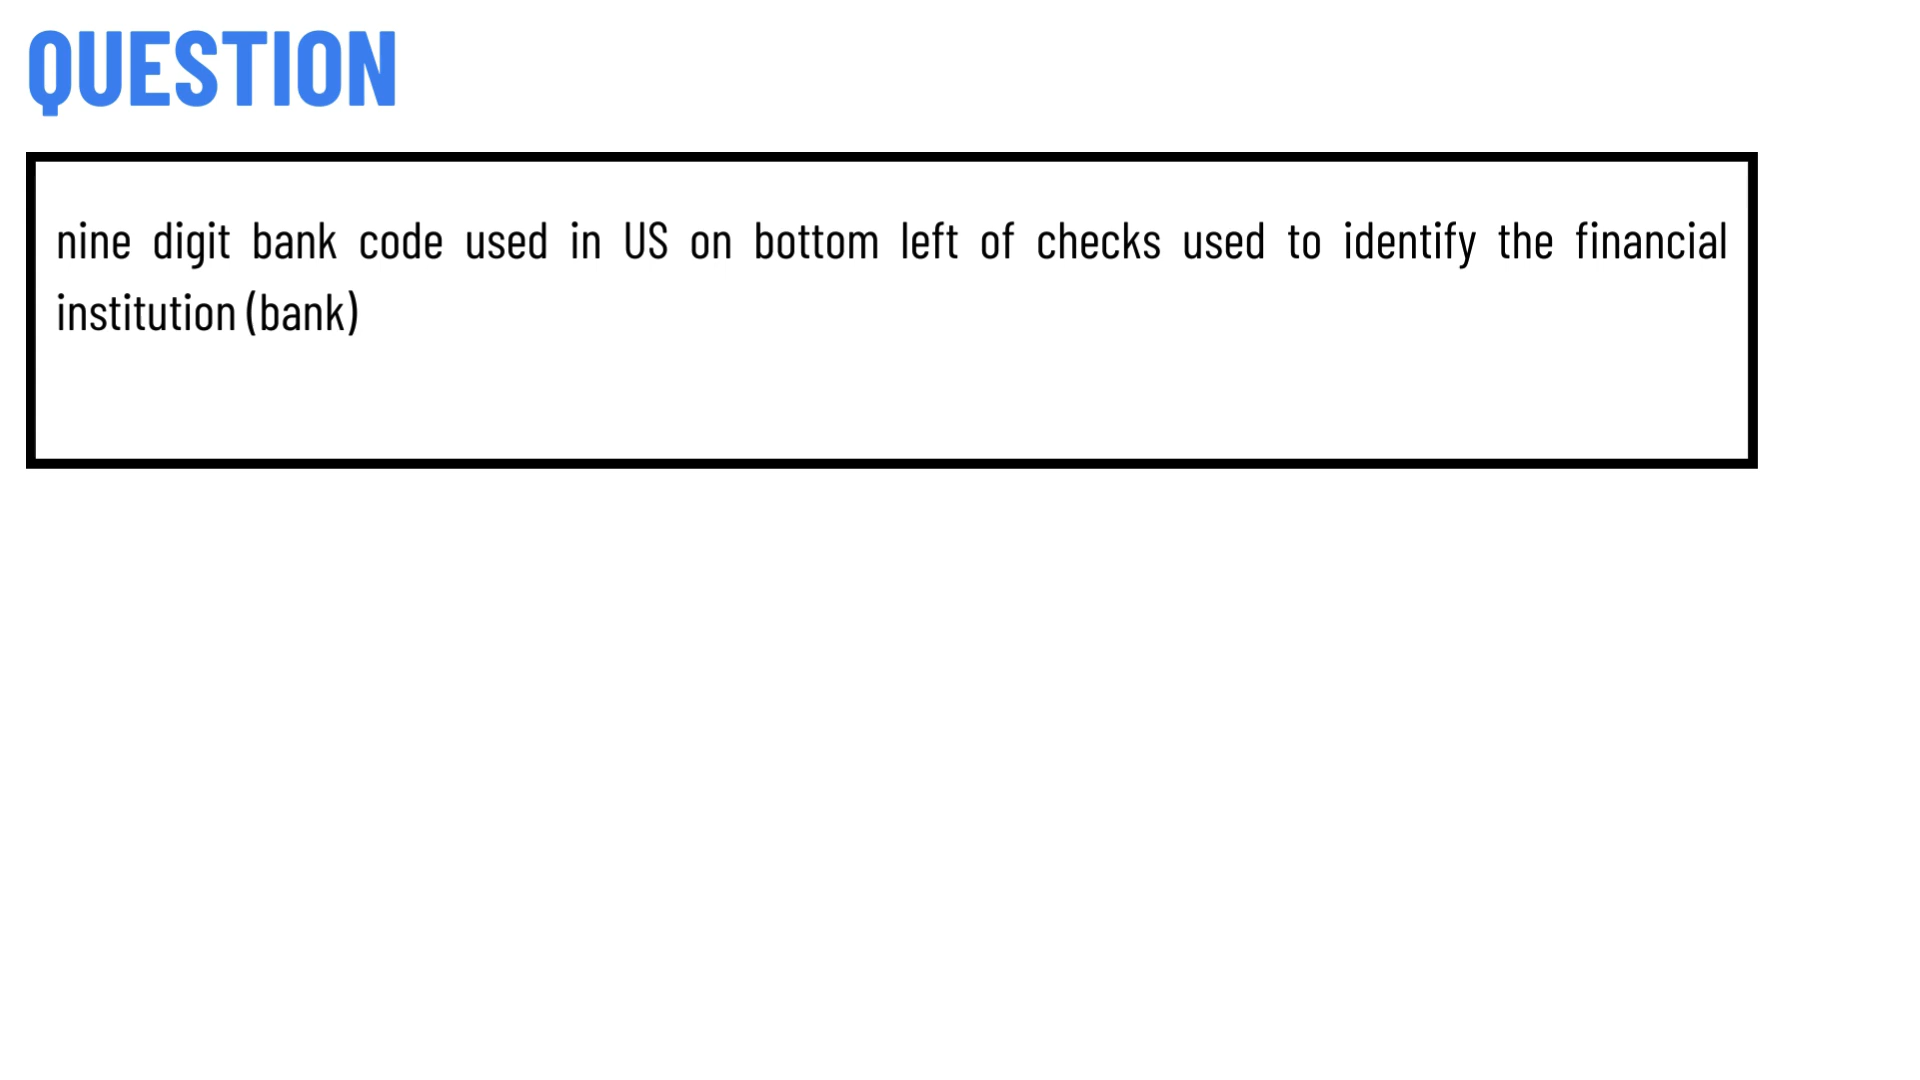 QUESTION
nine digit bank code used in US on bottom left of checks used to identify the financial
institution (bank)